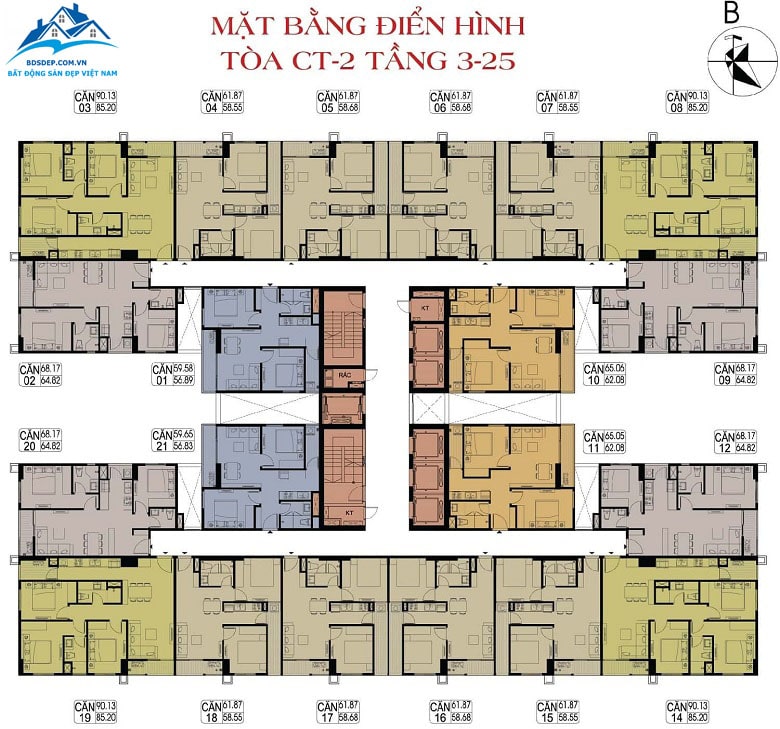 MẶT BẰNG ĐIỂN HÌNH
TÒA CT-2 TẦNG 3-25
B
BDSDEP.COM.VN
BẤT ĐỘNG SẢN ĐẸP VIỆT NAM
CĂN 03 90.13 85.20
CĂN 04 61.87 58.55
CĂN 05 61.87 58.68
CĂN 06 61.87 58.68
CĂN 07 61.87 58.55
CĂN 08 90.13 85.20
KT
RÁC
CĂN 02 68.17 64.82
CĂN 01 59.58 56.89
CĂN 10 65.06 62.08
CĂN 09 68.17 64.82
CĂN 20 68.17 64.82
CĂN 21 59.65 56.83
CĂN 11 65.05 62.08
CĂN 12 68.17 64.82
KT
CĂN 19 90.13 85.20
CĂN 18 61.87 58.55
CĂN 17 61.87 58.68
CĂN 16 61.87 58.68
CĂN 15 61.87 58.55
CĂN 14 90.13 85.20